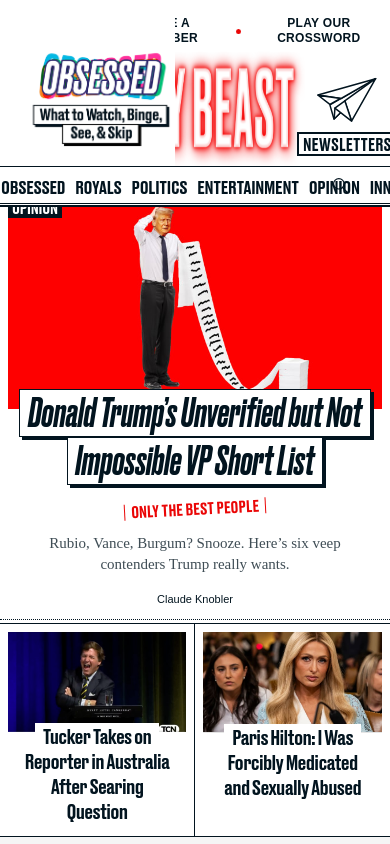 E A
BER
PLAY OUR
CROSSWORD
OBSESSED
What to Watch, Binge,
See, & Skip
Y BEAST
NEWSLETTERS
OBSESSED ROYALS POLITICS ENTERTAINMENT OPINION INN
OPINION
Donald Trump's Unverified but Not
Impossible VP Short List
ONLY THE BEST PEOPLE
Rubio, Vance, Burgum? Snooze. Here's six veep
contenders Trump really wants.
Claude Knobler
TCN
Tucker Takes on
Reporter in Australia
After Searing
Question
Paris Hilton: I Was
Forcibly Medicated
and Sexually Abused